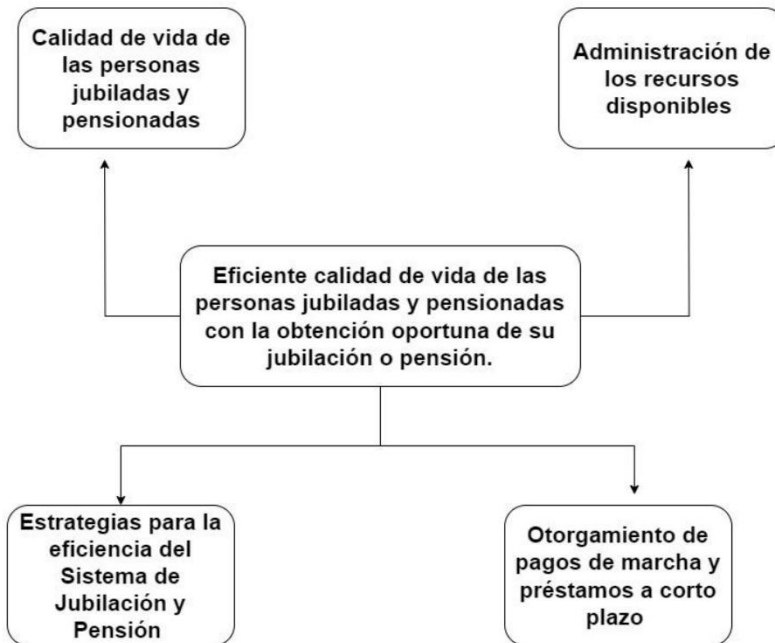 Calidad de vida de
las personas
jubiladas y
pensionadas
Administración de
los recursos
disponibles
Eficiente calidad de vida de las
personas jubiladas y pensionadas
con la obtención oportuna de su
jubilación o pensión.
Estrategias para la
eficiencia del
Sistema de
Jubilación y
Pensión
Otorgamiento de
pagos de marcha y
préstamos a corto
plazo